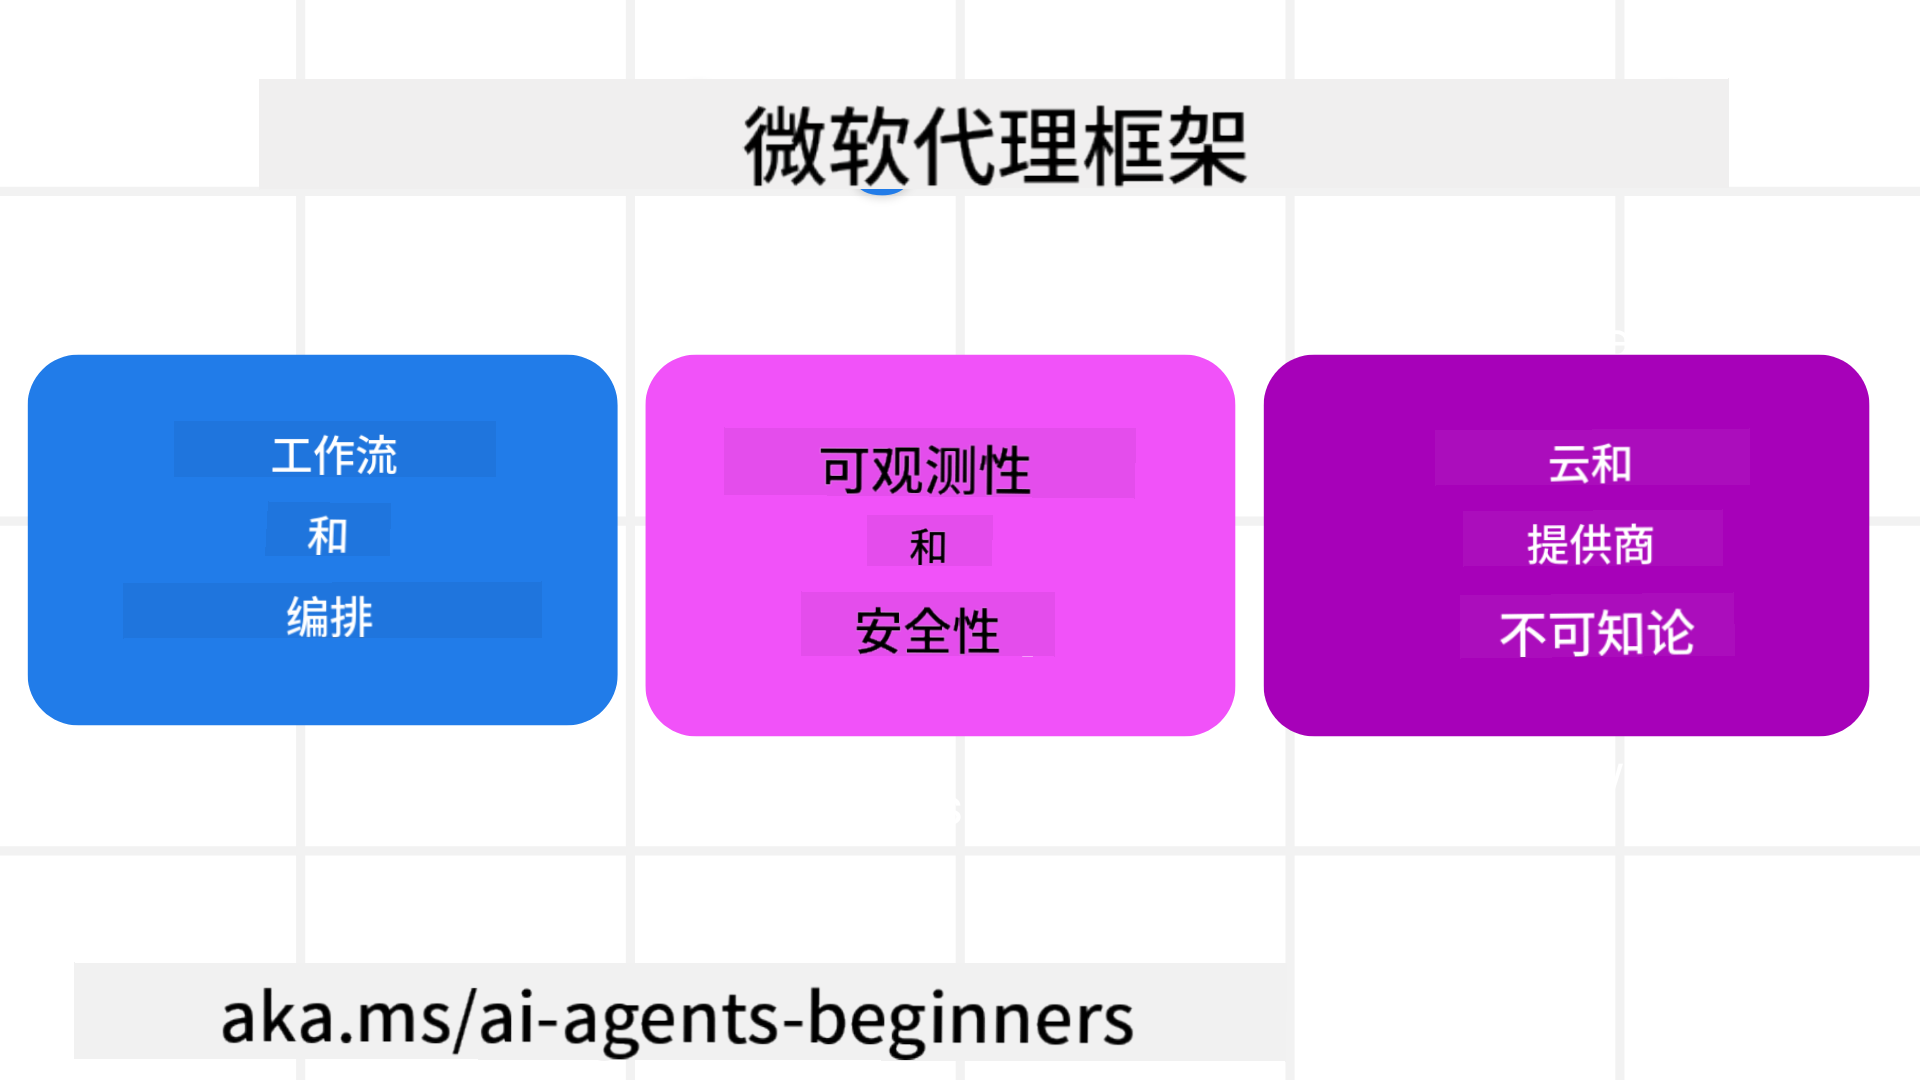 微软代理框架
工作流
和
编排
可观测性
和
安全性
云和
提供商
不可知论
aka.ms/ai-agents-beginners